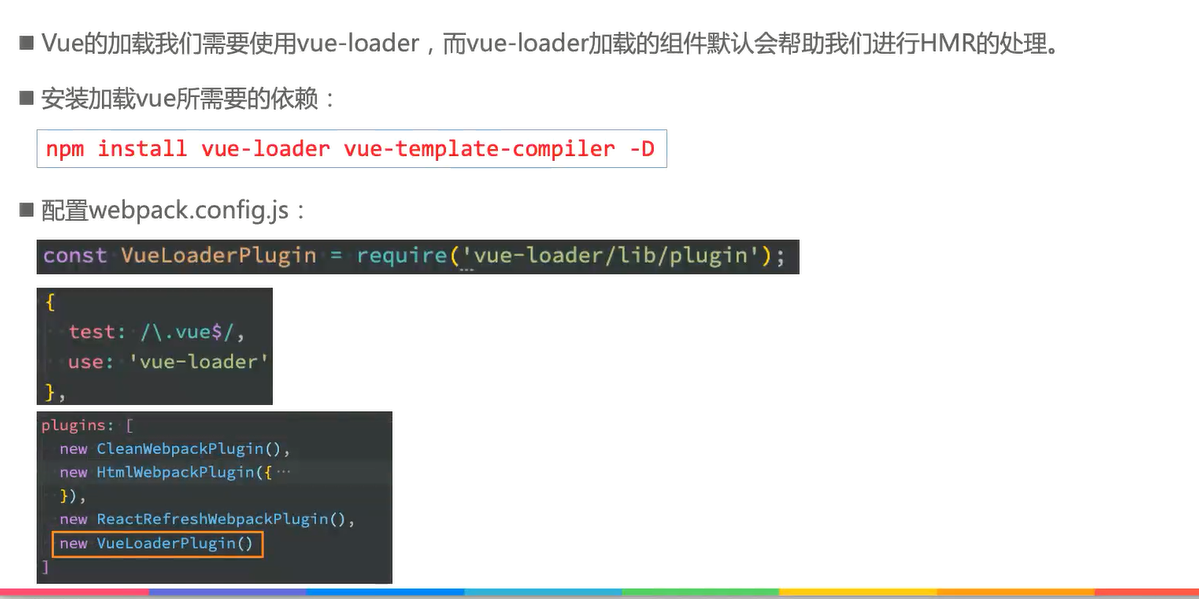 ■ Vue的加载我们需要使用vue-loader，而vue-loader加载的组件默认会帮助我们进行HMR的处理。
■ 安装加载vue所需要的依赖：
npm install vue-loader vue-template-compiler -D
■ 配置webpack.config.js：
const VueLoaderPlugin = require('vue-loader/lib/plugin');
{
  test: /\.vue$/,
  use: 'vue-loader'
},
plugins: [
  new CleanWebpackPlugin(),
  new HtmlWebpackPlugin({···
  }),
  new ReactRefreshWebpackPlugin(),
  new VueLoaderPlugin()
]